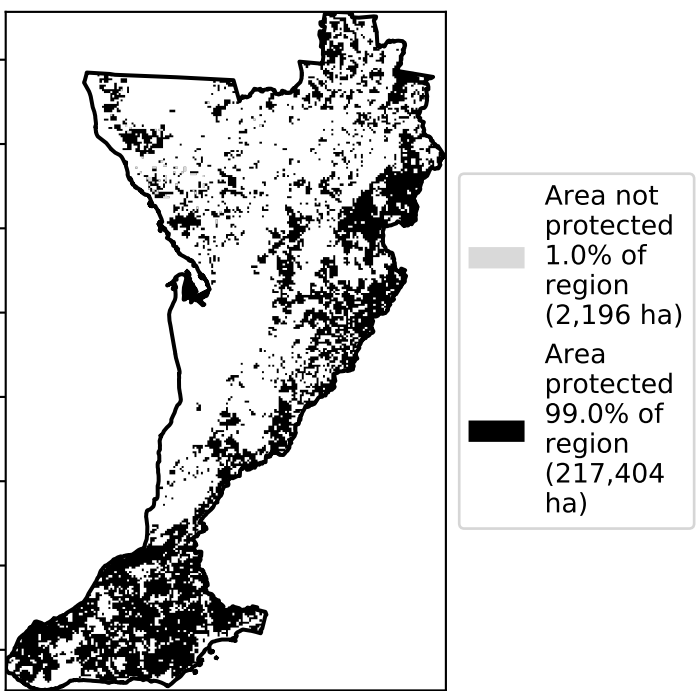 Area not
protected
1.0% of
region
(2,196 ha)
Area
protected
99.0% of
region
(217,404
ha)